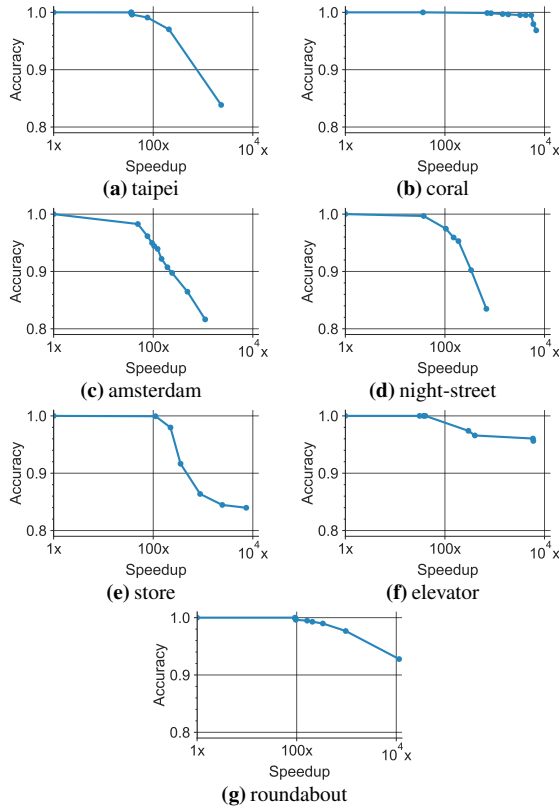 Accuracy
1.0
0.9
0.8
1x
100x
10^4 x
Speedup
(a) taipei
Accuracy
1.0
0.9
0.8
1x
100x
10^4 x
Speedup
(b) coral
Accuracy
1.0
0.9
0.8
1x
100x
10^4 x
Speedup
(c) amsterdam
Accuracy
1.0
0.9
0.8
1x
100x
10^4 x
Speedup
(d) night-street
Accuracy
1.0
0.9
0.8
1x
100x
10^4 x
Speedup
(e) store
Accuracy
1.0
0.9
0.8
1x
100x
10^4 x
Speedup
(f) elevator
Accuracy
1.0
0.9
0.8
1x
100x
10^4 x
Speedup
(g) roundabout